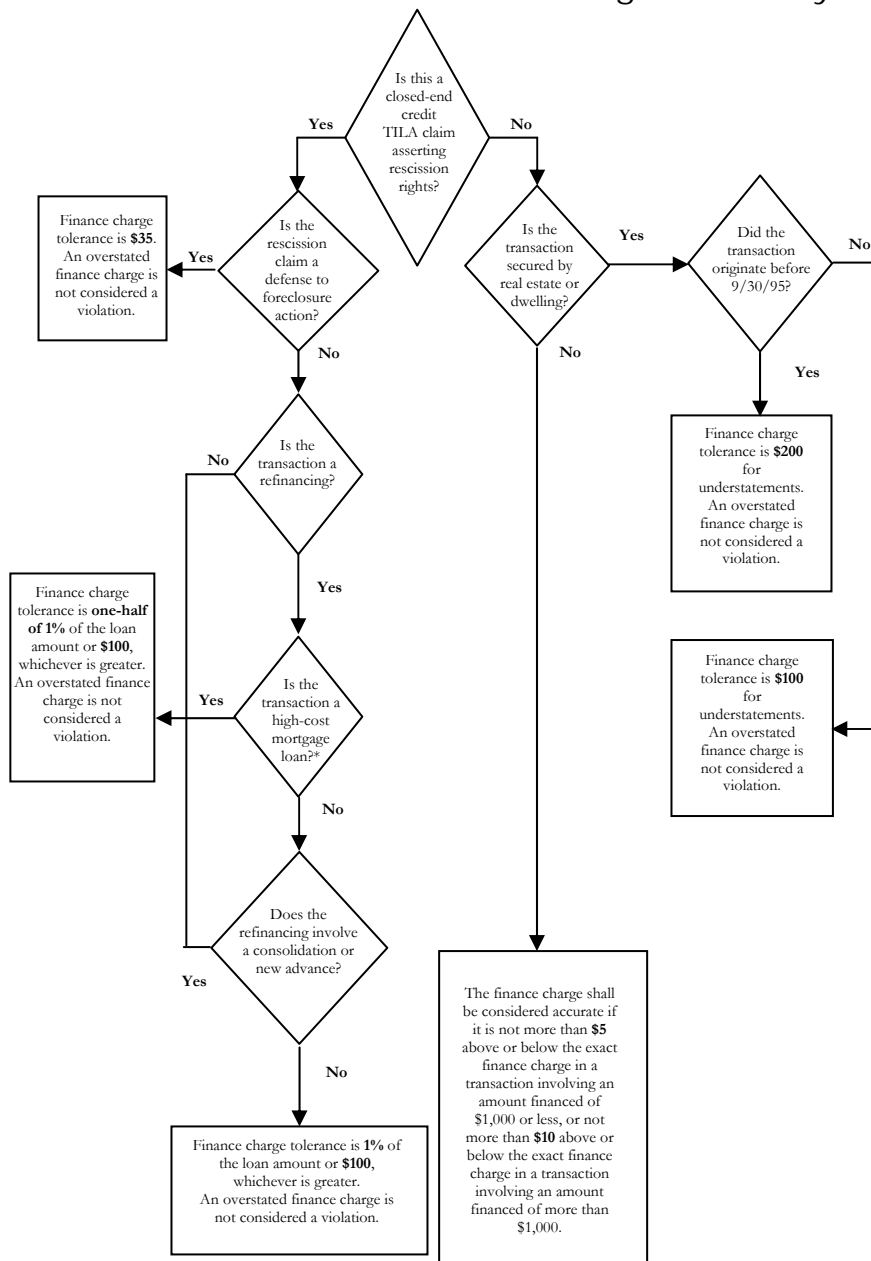 Is this a
closed-end
credit
TILA claim
asserting
rescission
rights?
Yes
No
Finance charge
tolerance is $35.
An overstated
finance charge is
not considered a
violation.
Yes
Is the
rescission
claim a
defense to
foreclosure
action?
Is the
transaction
secured by
real estate or
dwelling?
Yes
Did the
transaction
originate before
9/30/95?
No
No
No
Yes
No
Is the
transaction a
refinancing?
Finance charge
tolerance is $200
for
understatements.
An overstated
finance charge is
not considered a
violation.
Yes
Finance charge
tolerance is one-half
of 1% of the loan
amount or $100,
whichever is greater.
An overstated finance
charge is not
considered a
violation.
Yes
Is the
transaction a
high-cost
mortgage
loan?*
Finance charge
tolerance is $100
for
understatements.
An overstated
finance charge is
not considered a
violation.
No
Does the
refinancing involve
a consolidation or
new advance?
Yes
No
The finance charge shall
be considered accurate if
it is not more than $5
above or below the exact
finance charge in a
transaction involving an
amount financed of
$1,000 or less, or not
more than $10 above or
below the exact finance
charge in a transaction
involving an amount
financed of more than
$1,000.
Finance charge tolerance is 1% of
the loan amount or $100,
whichever is greater.
An overstated finance charge is
not considered a violation.